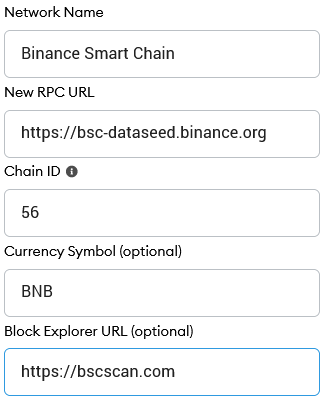 Network Name
Binance Smart Chain
New RPC URL
https://bsc-dataseed.binance.org
Chain ID
56
Currency Symbol (optional)
BNB
Block Explorer URL (optional)
https://bscscan.com